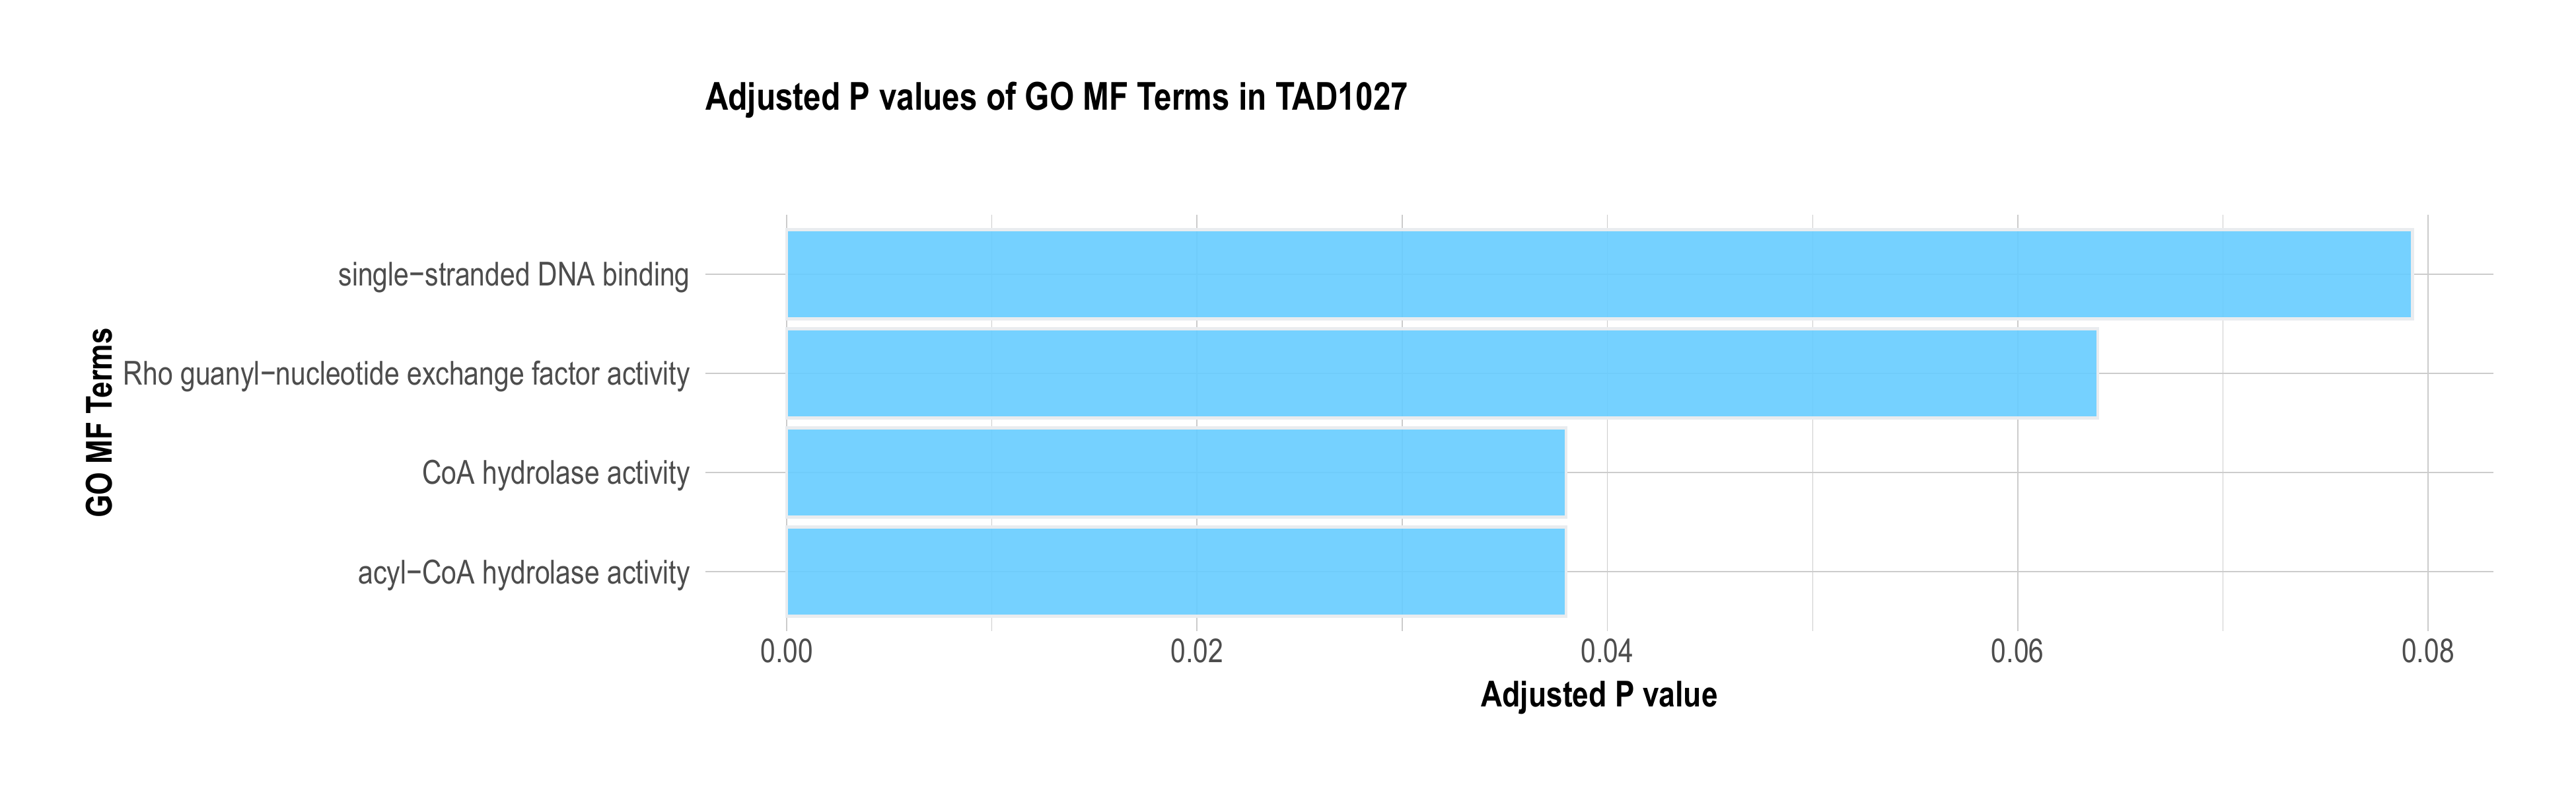 Adjusted P values of GO MF Terms in TAD1027
GO MF Terms
single−stranded DNA binding
Rho guanyl−nucleotide exchange factor activity
CoA hydrolase activity
acyl−CoA hydrolase activity
0.00 0.02 0.04 0.06 0.08
Adjusted P value